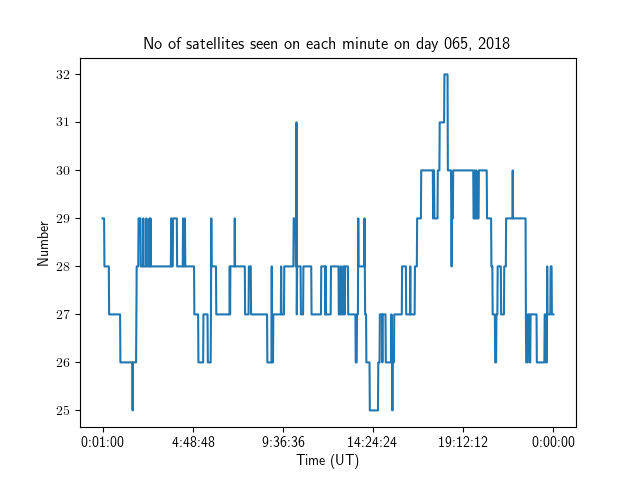 No of satellites seen on each minute on day 065, 2018
32
31
30
29
28
27
26
25
Number
0:01:00 4:48:48 9:36:36 14:24:24 19:12:12 0:00:00
Time (UT)